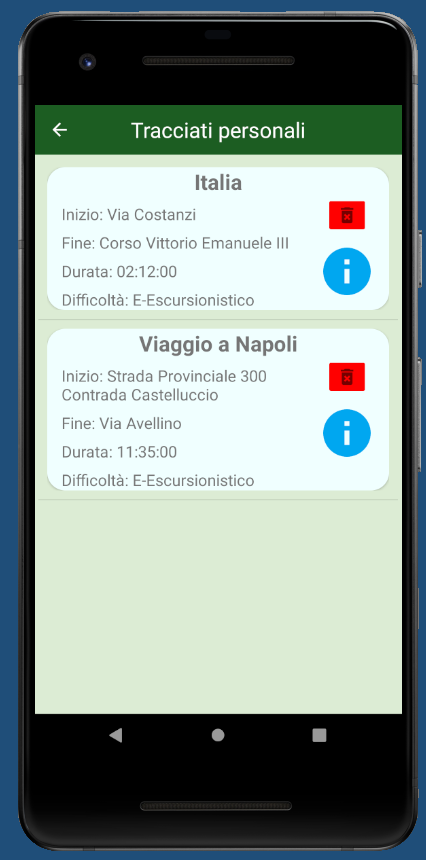 Tracciati personali
Italia
Inizio: Via Costanzi
Fine: Corso Vittorio Emanuele III
Durata: 02:12:00
Difficoltà: E-Escursionistico
Viaggio a Napoli
Inizio: Strada Provinciale 300
Contrada Castelluccio
Fine: Via Avellino
Durata: 11:35:00
Difficoltà: E-Escursionistico